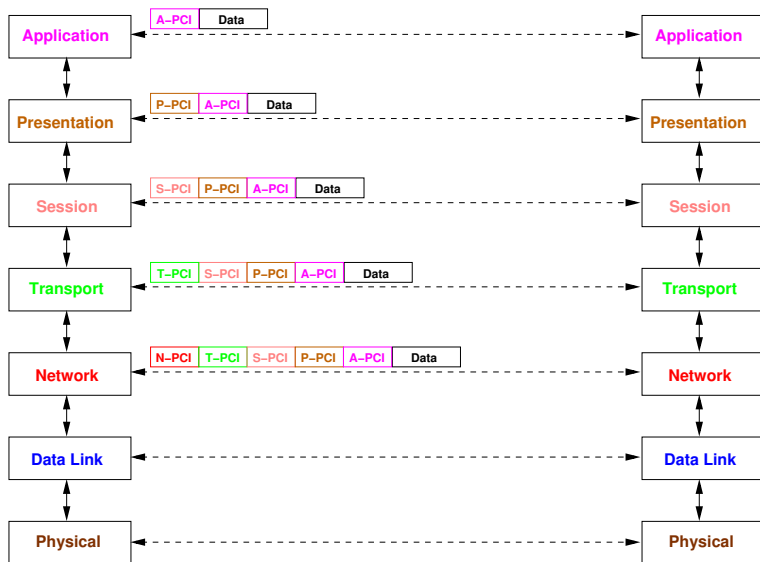 A−PCI Data
Application Application
P−PCI A−PCI Data
Presentation Presentation
S−PCI P−PCI A−PCI Data
Session Session
T−PCI S−PCI P−PCI A−PCI Data
Transport Transport
N−PCI T−PCI S−PCI P−PCI A−PCI Data
Network Network
Data Link Data Link
Physical Physical